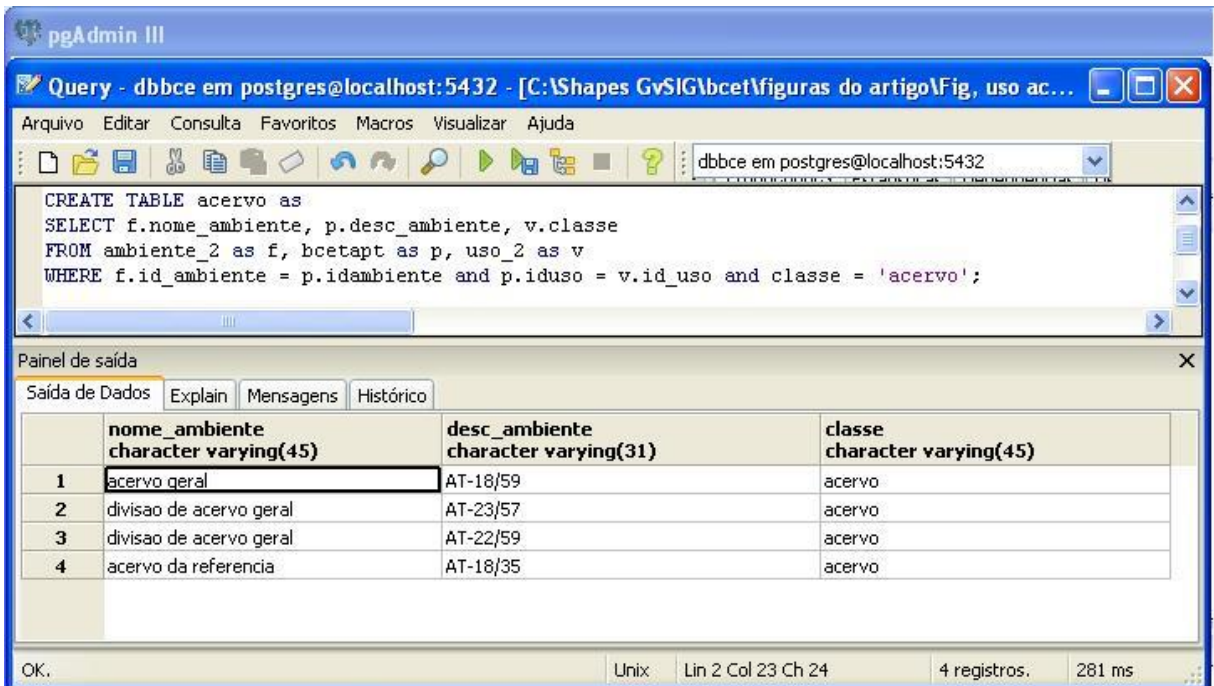 pgAdmin III
Query - dbbce em postgres@localhost:5432 - [C:\Shapes GvSIG\bcet\figuras do artigo\Fig, uso ac...
Arquivo Editar Consulta Favoritos Macros Visualizar Ajuda
dbbce em postgres@localhost:5432
CREATE TABLE acervo as
SELECT f.nome_ambiente, p.desc_ambiente, v.classe
FROM ambiente_2 as f, bcetapt as p, uso_2 as v
WHERE f.id_ambiente = p.idambiente and p.iduso = v.id_uso and classe = 'acervo';
Painel de saída
Saída de Dados Explain Mensagens Histórico
nome_ambiente desc_ambiente classe
character varying(45) character varying(31) character varying(45)
1 acervo geral AT-18/59 acervo
2 divisao de acervo geral AT-23/57 acervo
3 divisao de acervo geral AT-22/59 acervo
4 acervo da referencia AT-18/35 acervo
OK. Unix Lin 2 Col 23 Ch 24 4 registros. 281 ms